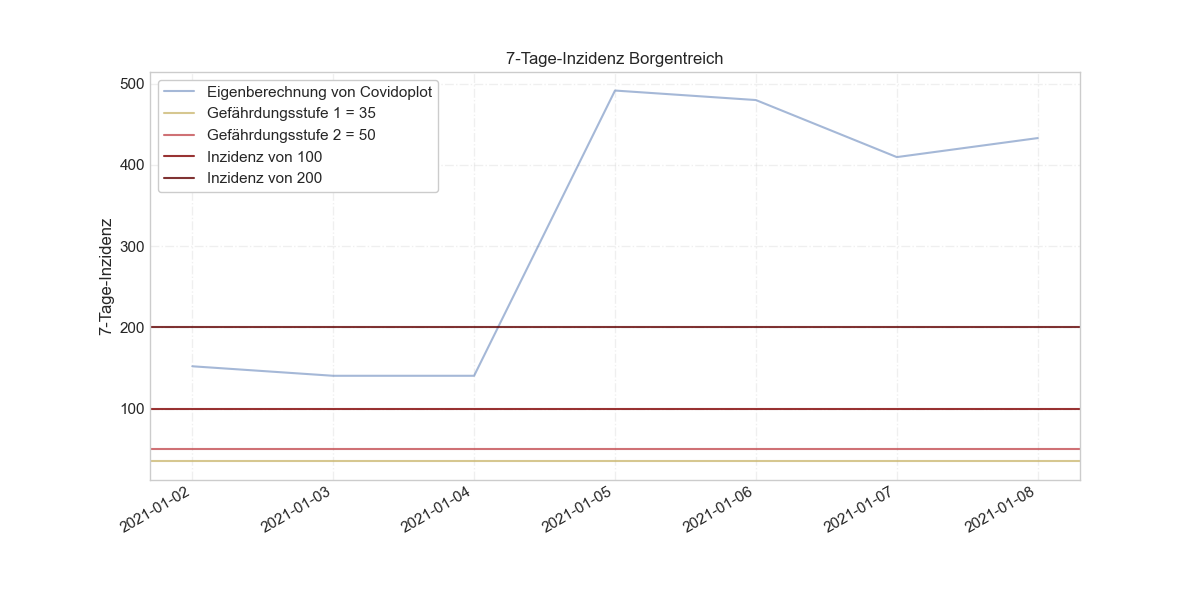 7-Tage-Inzidenz Borgentreich
Eigenberechnung von Covidoplot
Gefährdungsstufe 1 = 35
Gefährdungsstufe 2 = 50
Inzidenz von 100
Inzidenz von 200
7-Tage-Inzidenz
500
400
300
200
100
2021-01-02
2021-01-03
2021-01-04
2021-01-05
2021-01-06
2021-01-07
2021-01-08